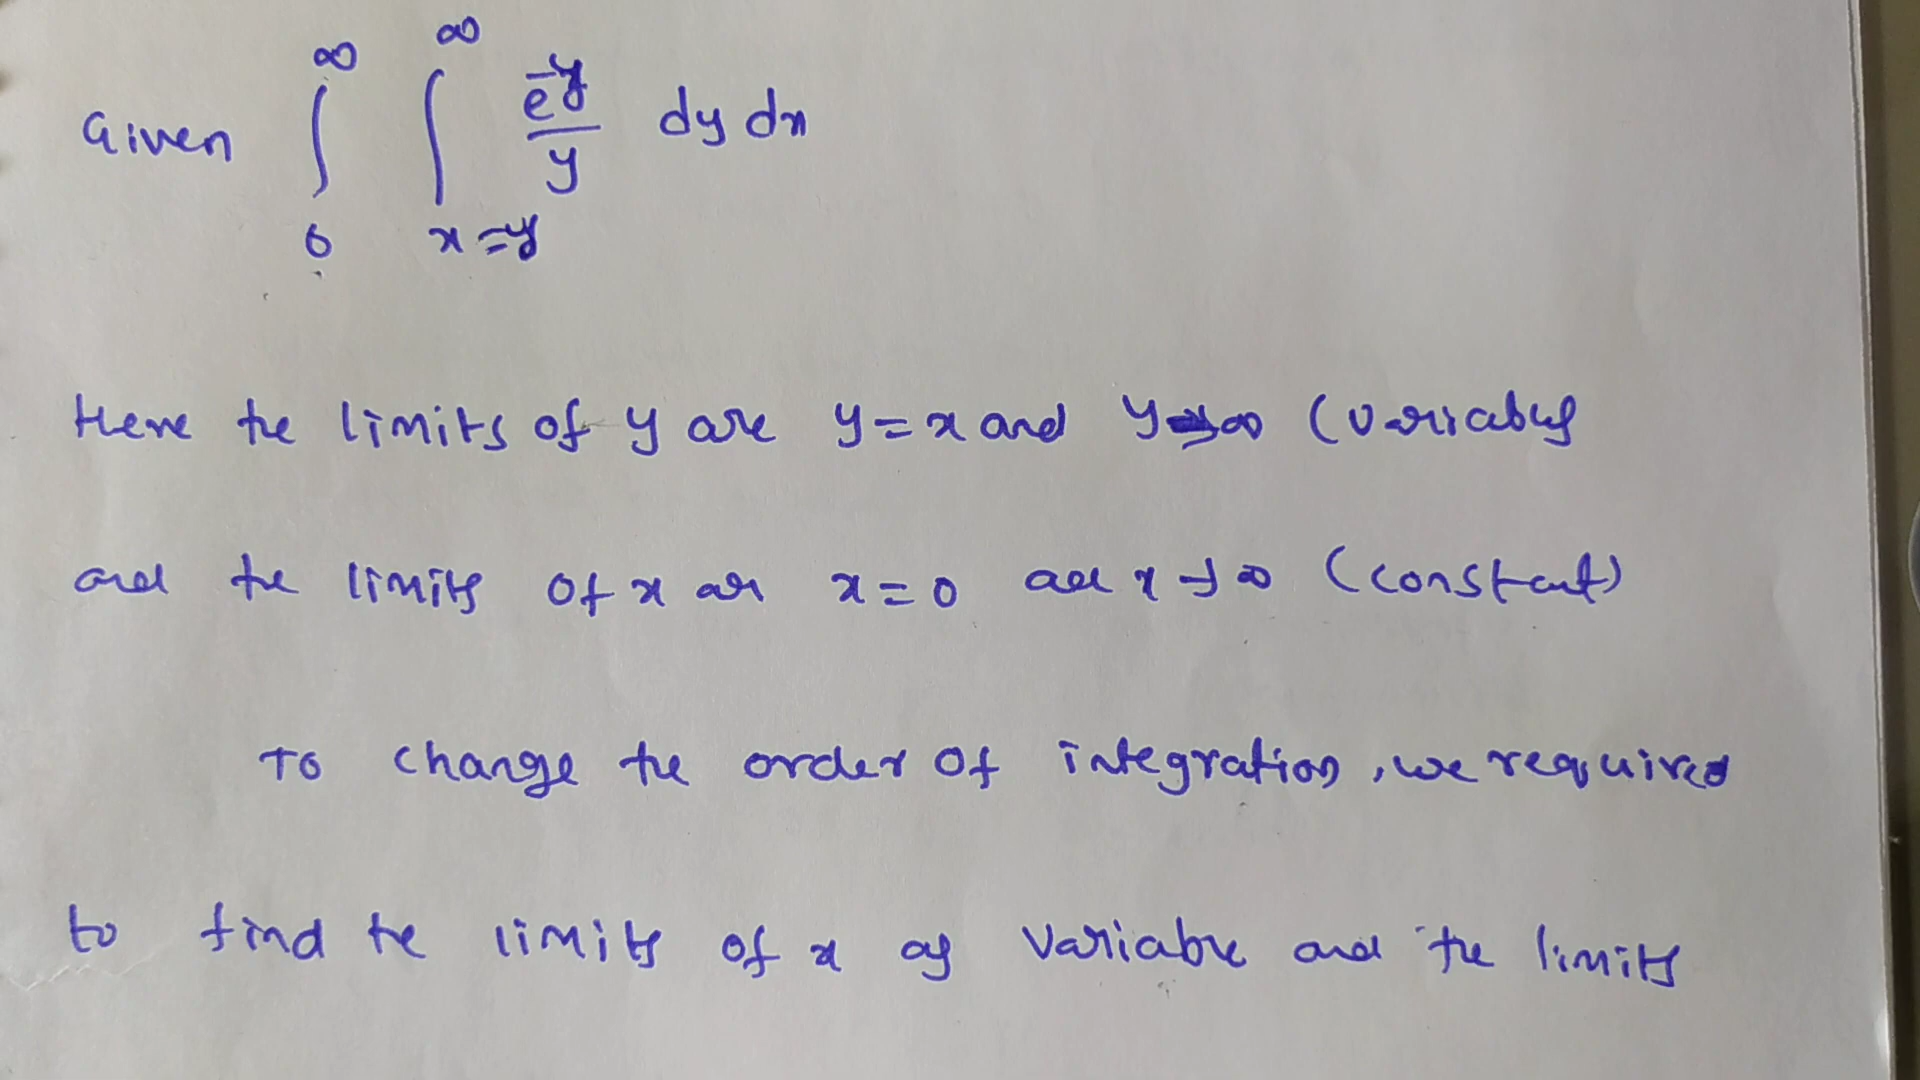 Given ∫₀^∞ ∫_{x=y}^∞ e^{-y}/y dy dx
Here the limits of y are y=x and y→∞ (variables
and the limits of x are x=0 and x→∞ (constant)
To change the order of integration, we required
to find the limits of x as variable and the limits